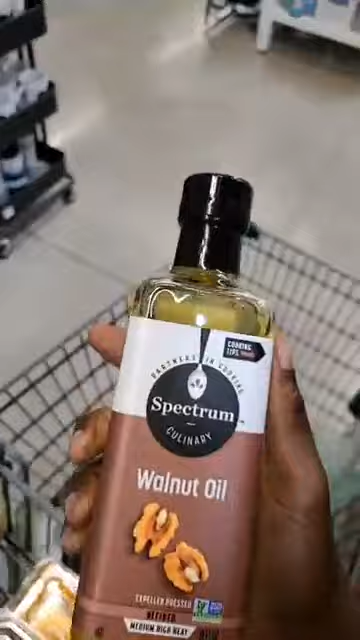 COOKING
TIPS
PARTNERS IN COOKING
Spectrum
CULINARY
Walnut Oil
EXPELLER PRESSED
REFINED
MEDIUM HIGH HEAT